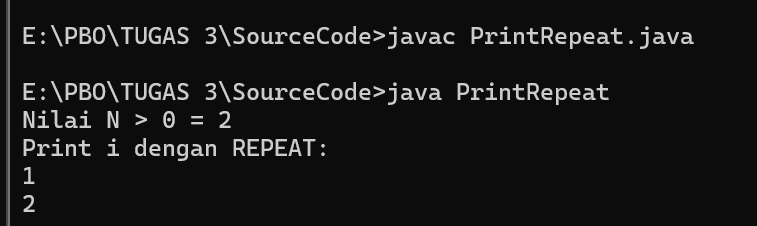 E:\PBO\TUGAS 3\SourceCode>javac PrintRepeat.java
E:\PBO\TUGAS 3\SourceCode>java PrintRepeat
Nilai N > 0 = 2
Print i dengan REPEAT:
1
2